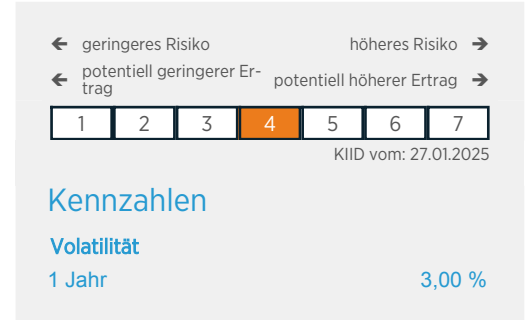 ← geringeres Risiko höheres Risiko →
← potentiell geringerer Er-
trag potentiell höherer Ertrag →
1 2 3 4 5 6 7
KIID vom: 27.01.2025
Kennzahlen
Volatilität
1 Jahr 3,00 %